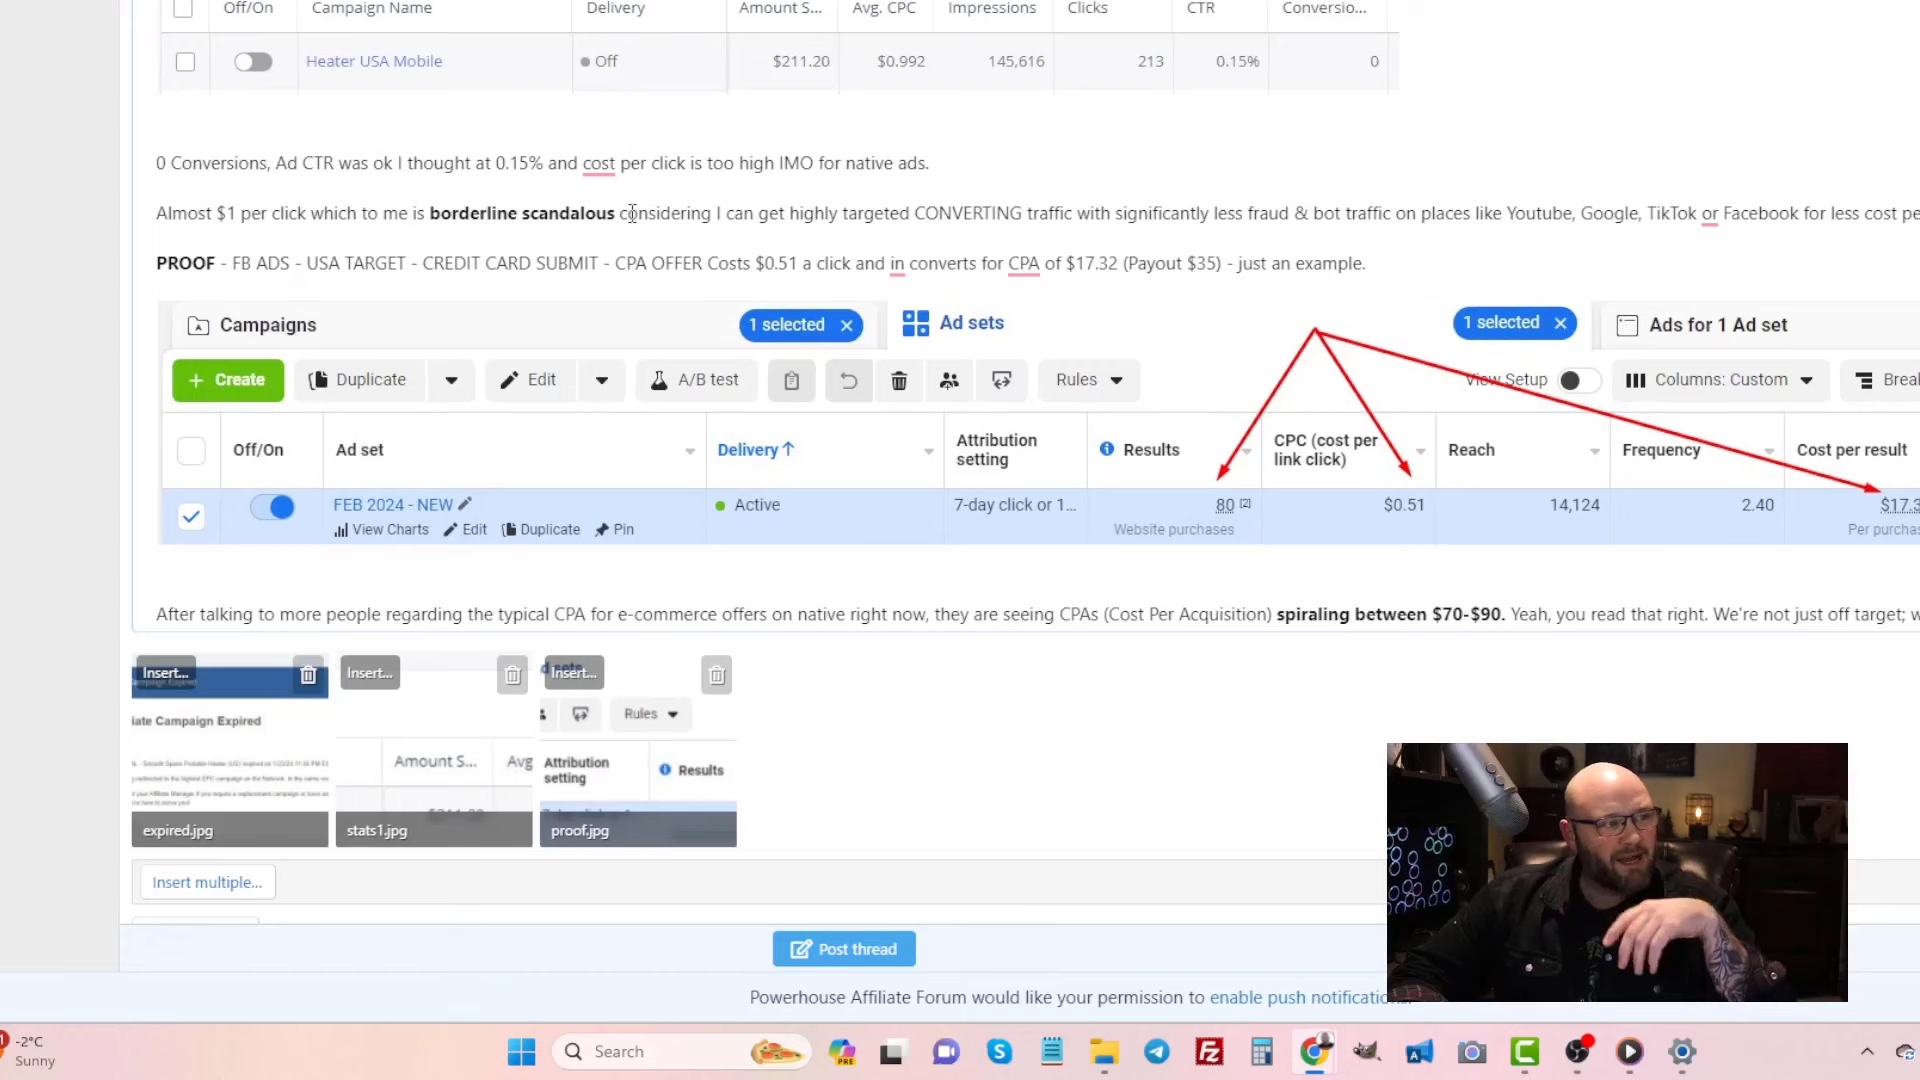 Off/On Campaign Name Delivery Amount S... Avg. CPC Impressions Clicks CTR Conversio...
Heater USA Mobile Off $211.20 $0.992 145,616 213 0.15% 0
0 Conversions, Ad CTR was ok I thought at 0.15% and cost per click is too high IMO for native ads.
Almost $1 per click which to me is borderline scandalous considering I can get highly targeted CONVERTING traffic with significantly less fraud & bot traffic on places like Youtube, Google, TikTok or Facebook for less cost pe
PROOF - FB ADS - USA TARGET - CREDIT CARD SUBMIT - CPA OFFER Costs $0.51 a click and in converts for CPA of $17.32 (Payout $35) - just an example.
Campaigns 1 selected Ad sets 1 selected Ads for 1 Ad set
Create Duplicate Edit A/B test Rules View Setup Columns: Custom Brea
Off/On Ad set Delivery ↑ Attribution setting Results CPC (cost per link click) Reach Frequency Cost per result
FEB 2024 - NEW Active 7-day click or 1... 80 [2] $0.51 14,124 2.40 $17.3
View Charts Edit Duplicate Pin Website purchases Per purcha
After talking to more people regarding the typical CPA for e-commerce offers on native right now, they are seeing CPAs (Cost Per Acquisition) spiraling between $70-$90. Yeah, you read that right. We're not just off target; w
Insert... Insert... Insert...
Rules
iate Campaign Expired
Amount S... Avg Attribution setting Results
expired.jpg stats1.jpg proof.jpg
Insert multiple...
Post thread
Powerhouse Affiliate Forum would like your permission to enable push notificatio
-2°C
Sunny
Search
PRE